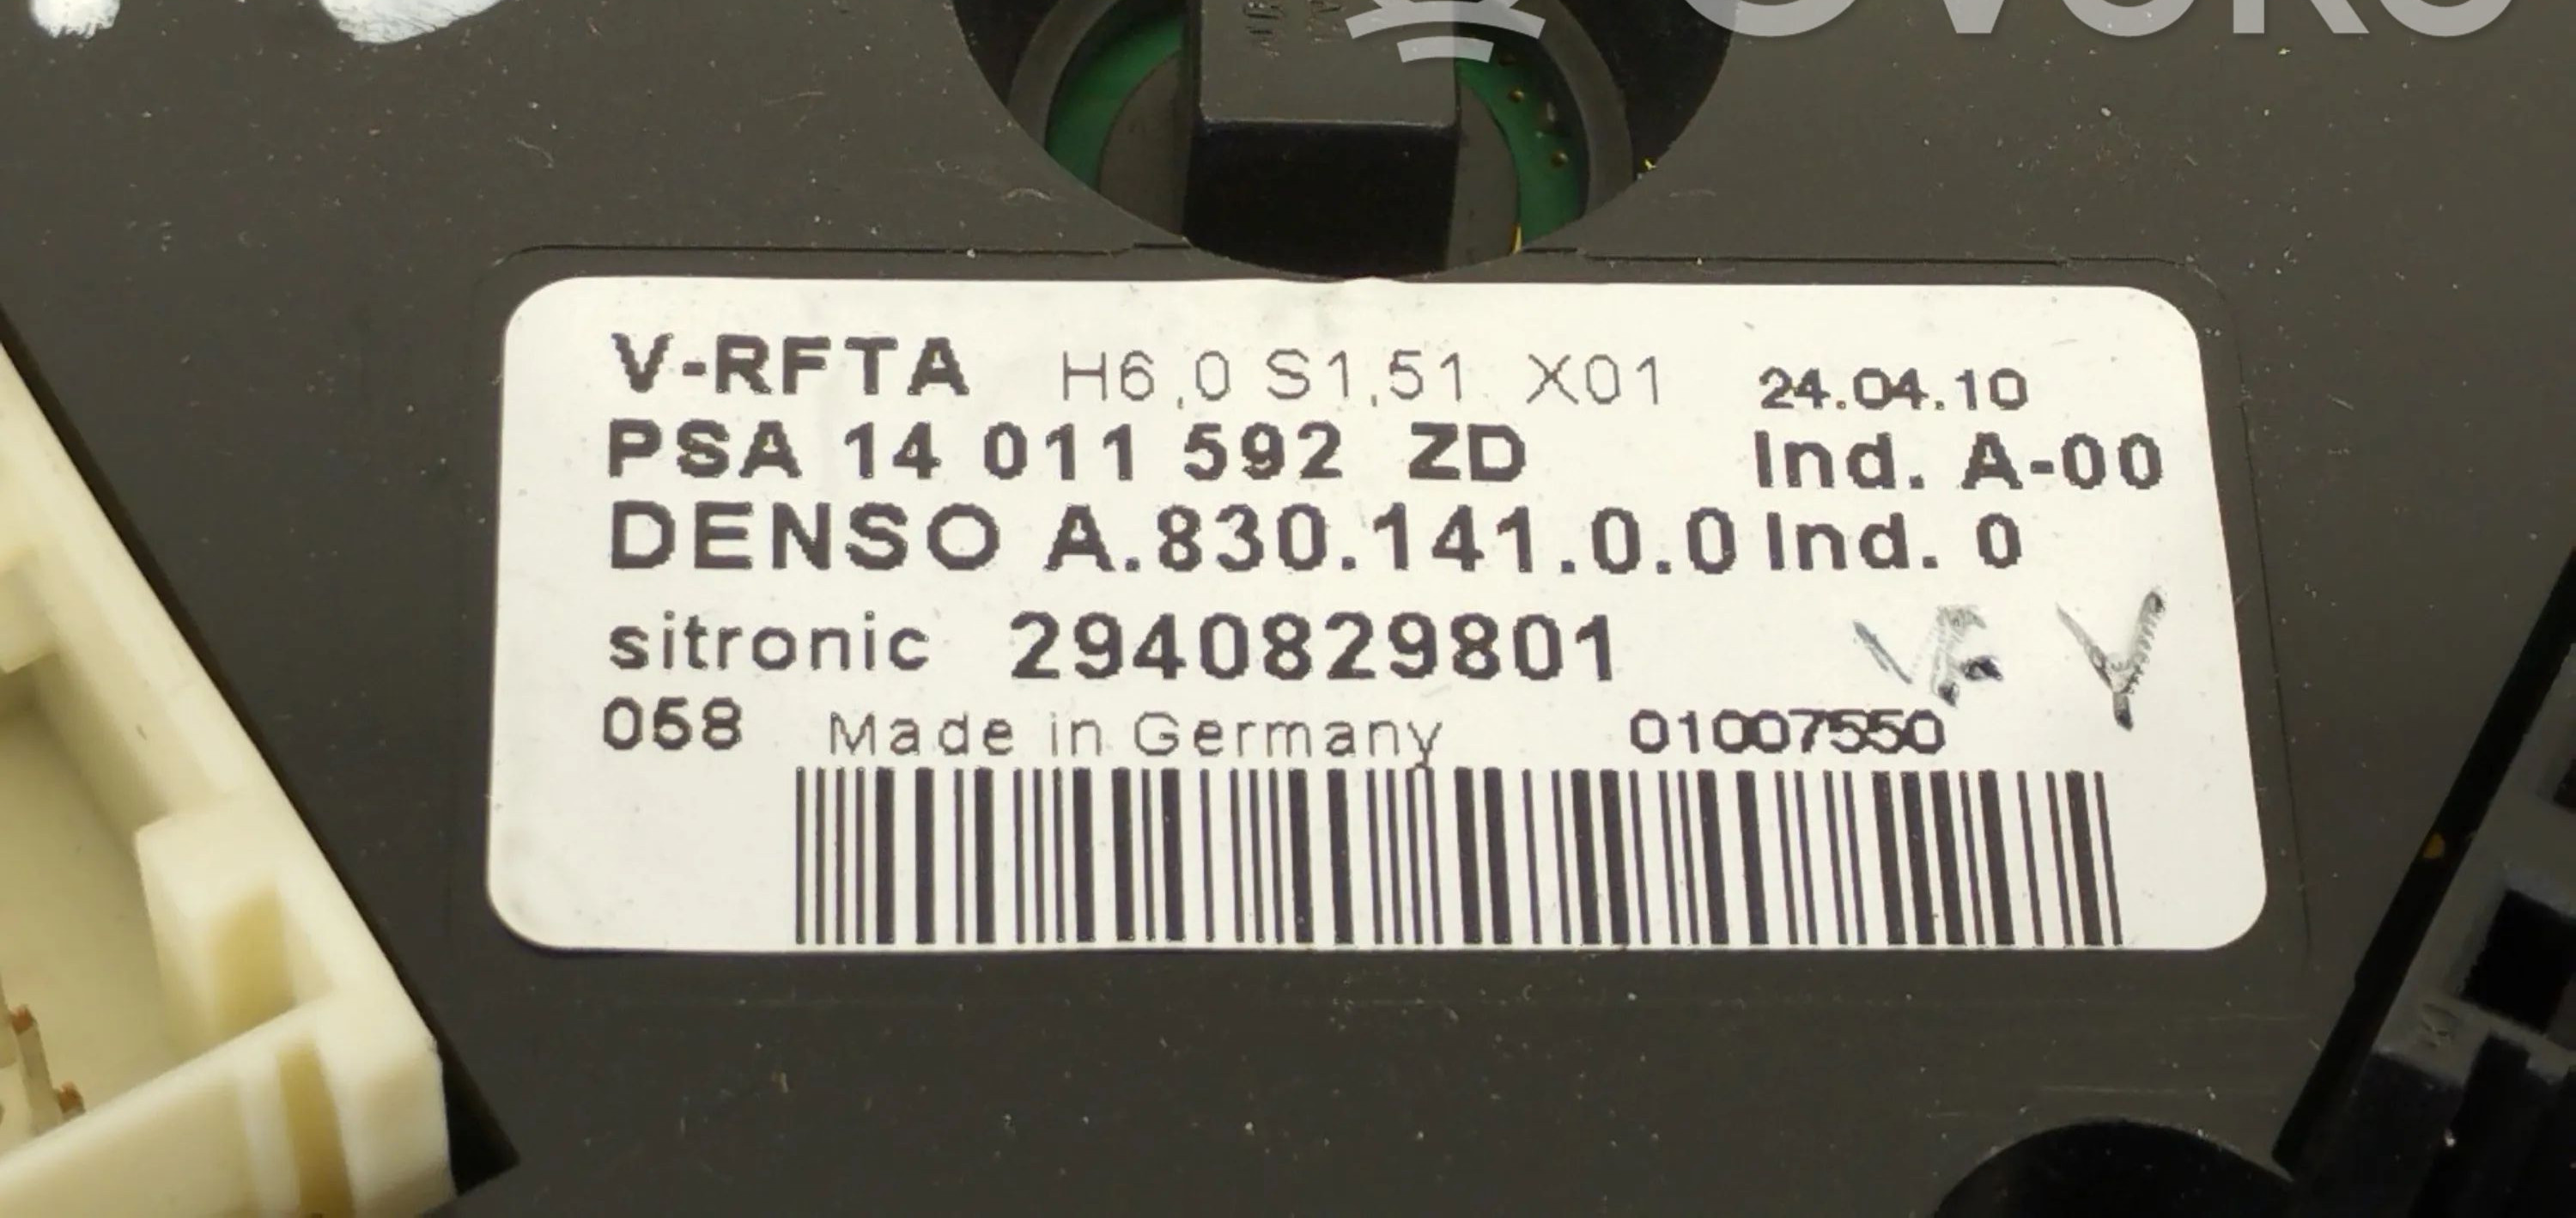 V-RFTA H6.0 S1.51 X01 24.04.10
PSA 14 011 592 ZD Ind. A-00
DENSO A.830.141.0.0 Ind. 0
sitronic 2940829801
058 Made in Germany 01007550